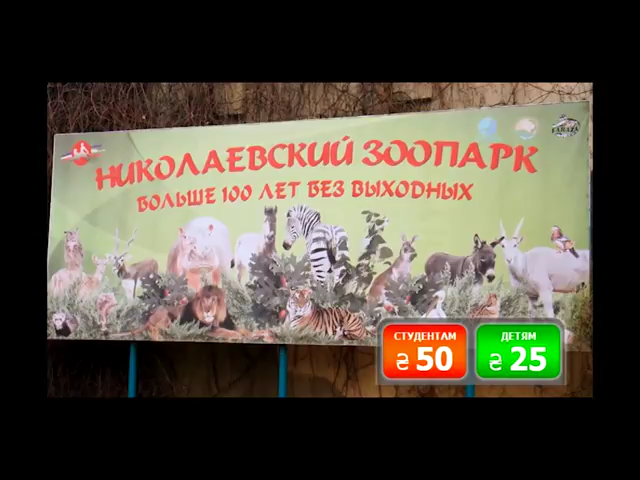 НИКОЛАЕВСКИЙ ЗООПАРК
БОЛЬШЕ 100 ЛЕТ БЕЗ ВЫХОДНЫХ
СТУДЕНТАМ
₴ 50
ДЕТЯМ
₴ 25